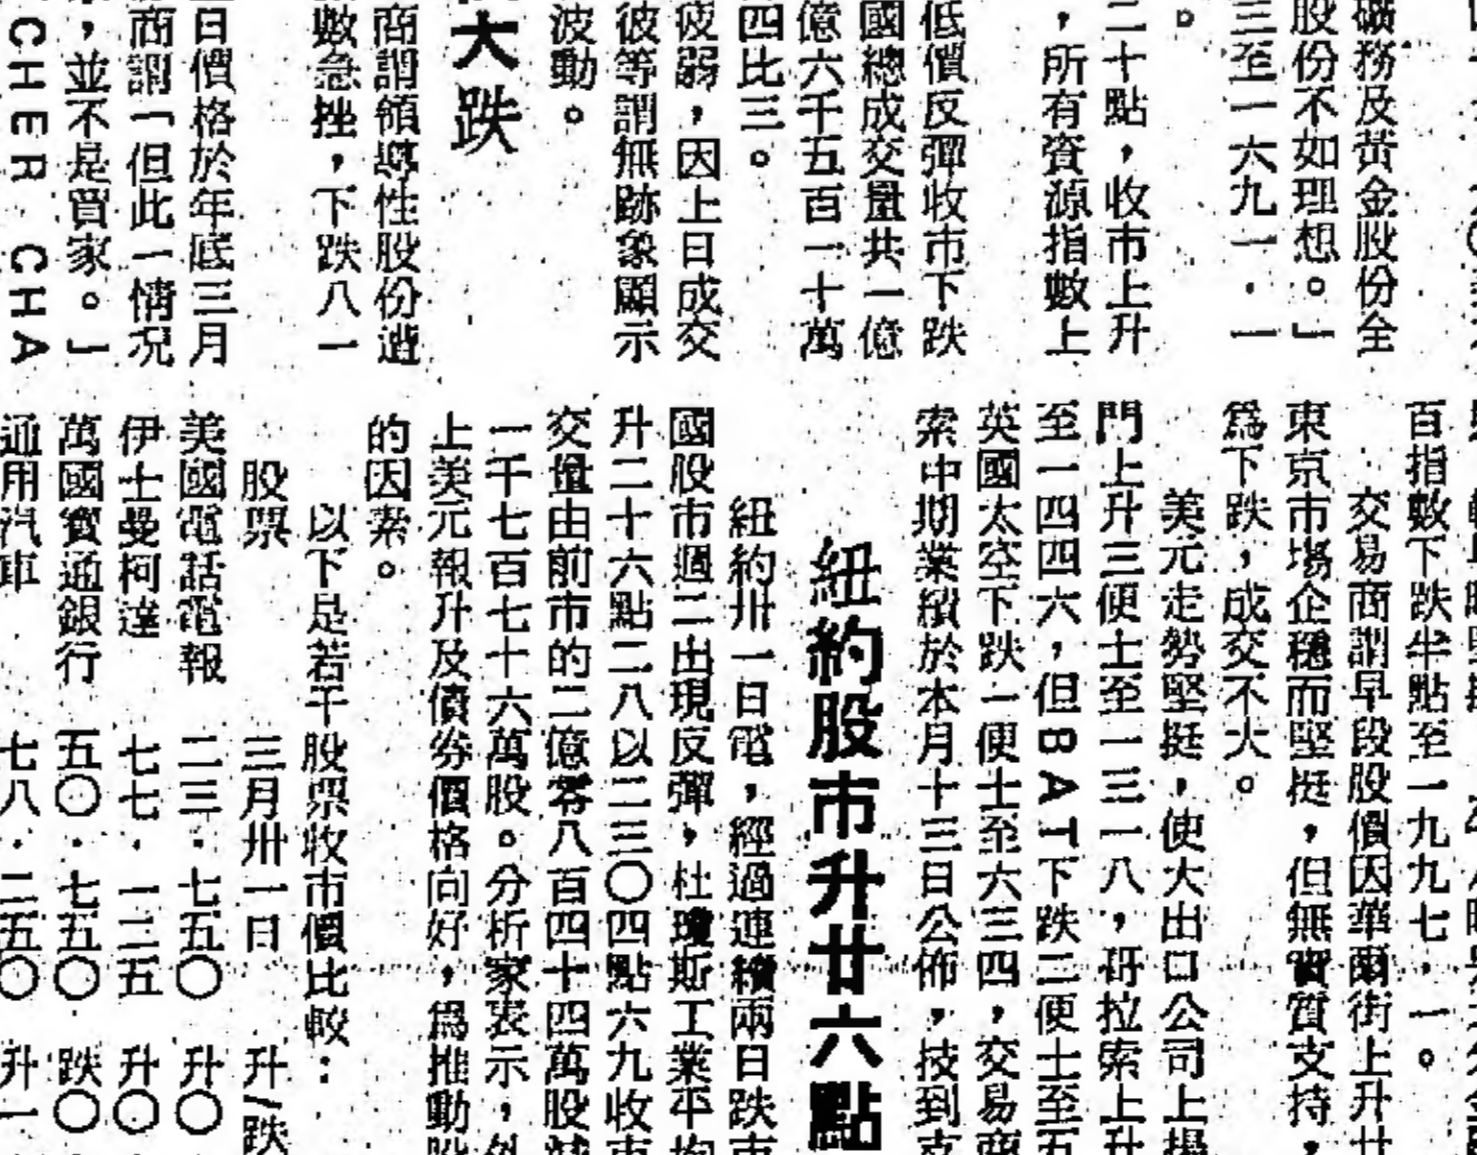 礦務及黃金股份全
股份不如理想。」
三至一六九一．一
。
二十點，收市上升
，所有資源指數上
低價反彈收市下跌
國總成交量共一億
億六千五百一十萬
四比三。
疲弱，因上日成交
彼等謂無跡象顯示
波動。
大跌
商謂領導性股份
數急挫，下跌八一
日價格於年底三月
商謂「但此一情況
，並不是買家。」
CHER CHA
百指數下跌半點至一九九七．一。
交易商謂早段股價因華爾街上升廿
東京市場企穩而堅挺，但無實質支持，
爲下跌，成交不大。
美元走勢堅挺，使大出口公司上揚
門上升三便士至一三一八，哥拉索上升
至一四四六，但BAT下跌二便士至五
英國太空下跌一便士至六三四，交易商
索中期業績於本月十三日公佈，技到支
紐約股市升廿六點
紐約卅一日電，經過連續兩日跌市
國股市週二出現反彈，杜瓊斯工業平均
升二十六點二八以二三〇四點六九收市
交量由前市的二億零八百四十四萬股減
一千七百七十六萬股。分析家表示，外
上美元報升及債券價格向好，爲推動股
的因素。
以下是若干股票收市價比較：
股票 三月卅一日 升/跌
美國電話電報 二三．七五〇 升〇
伊士曼柯達 七七．一二五 升〇
萬國寶通銀行 五〇．七五〇 跌〇
通用汽車 七八．二五〇 升一